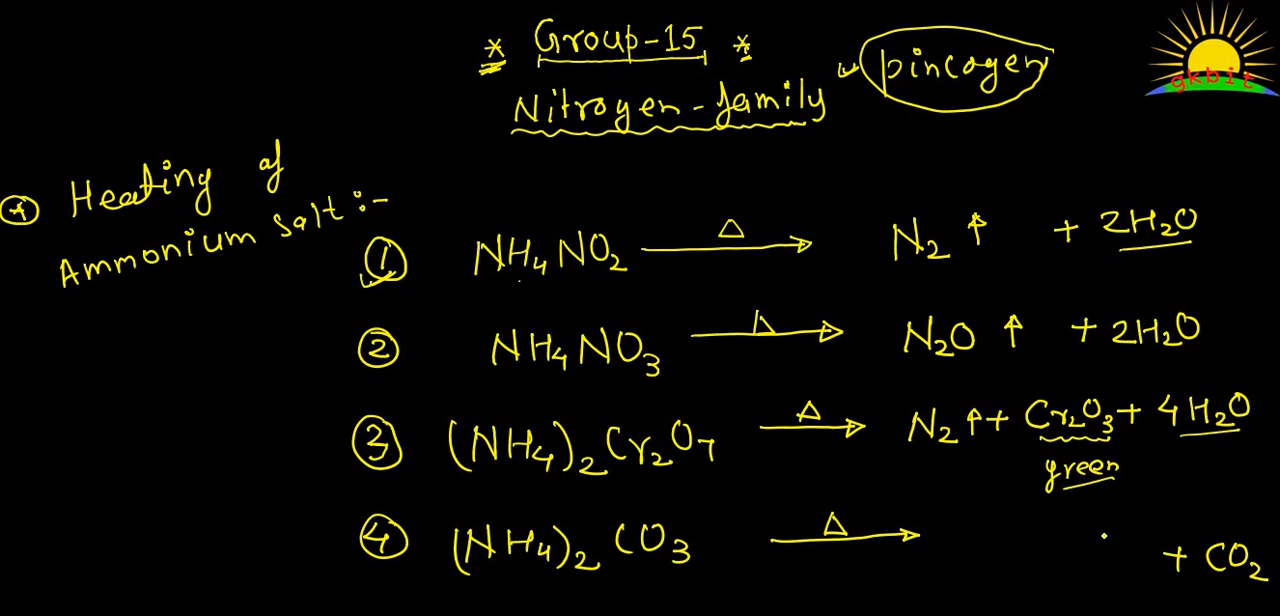 * Group-15 *
Nitrogen-family
pincogen
gkbit
Heating of
Ammonium salt :-
① NH4NO2 —Δ→ N2 ↑ + 2H2O
② NH4NO3 —Δ→ N2O ↑ + 2H2O
③ (NH4)2Cr2O7 —Δ→ N2↑ + Cr2O3 + 4H2O
green
④ (NH4)2CO3 —Δ→ + CO2